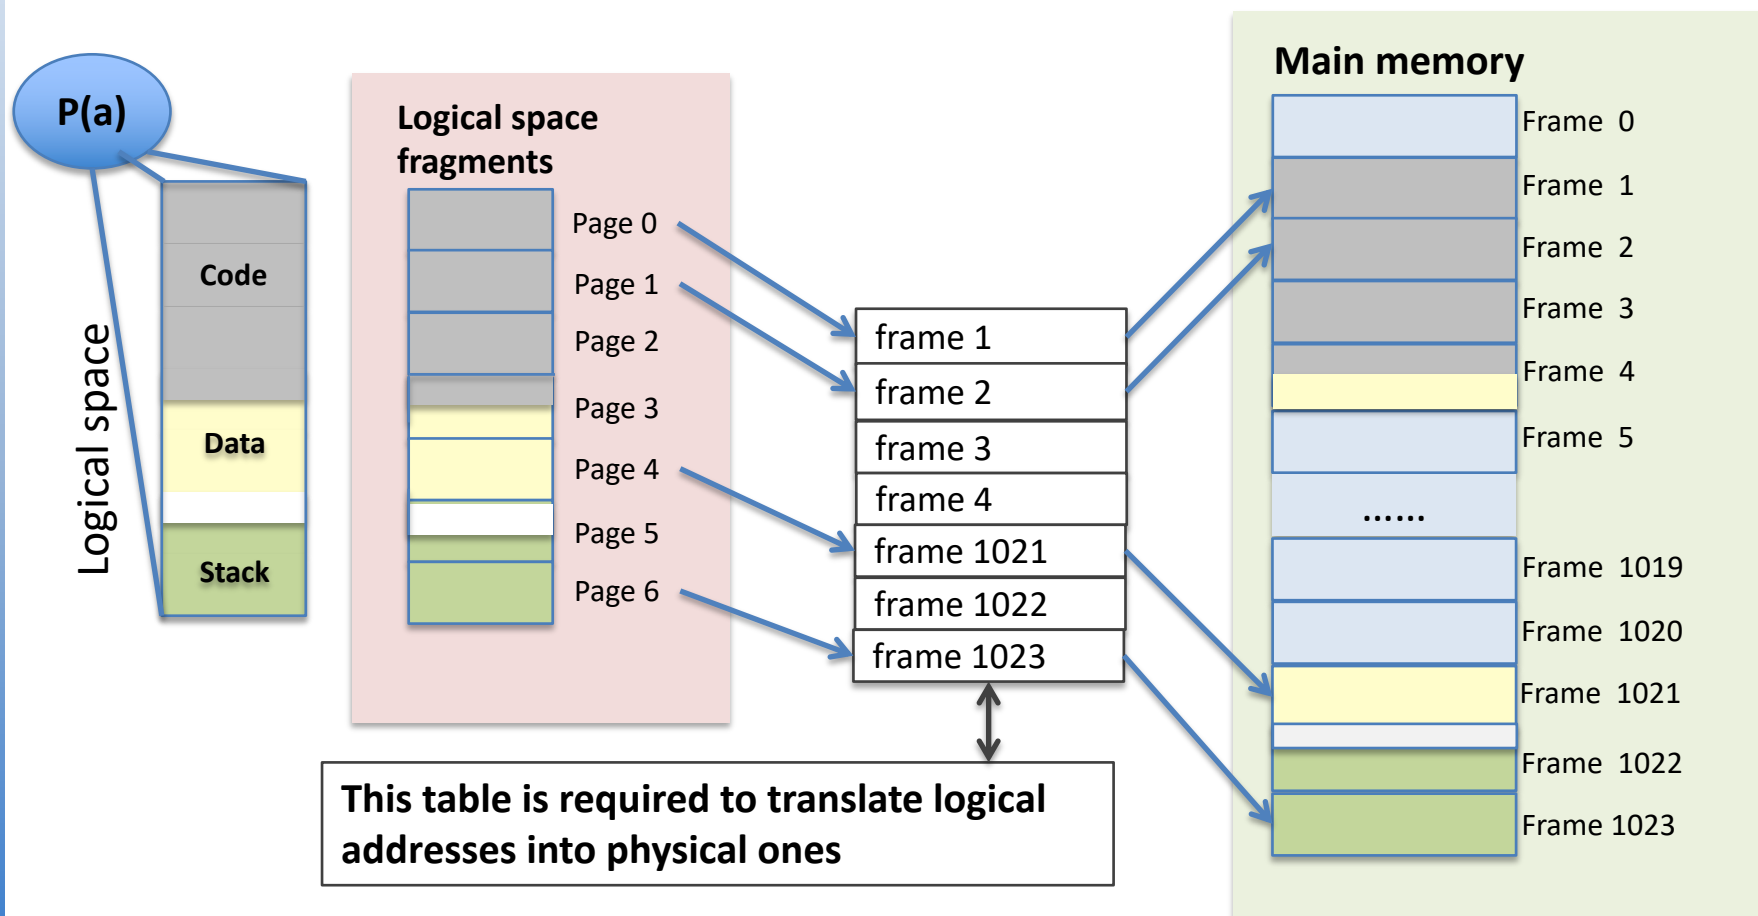 P(a)
Logical space
Code
Data
Stack
Logical space
fragments
Page 0
Page 1
Page 2
Page 3
Page 4
Page 5
Page 6
frame 1
frame 2
frame 3
frame 4
frame 1021
frame 1022
frame 1023
This table is required to translate logical
addresses into physical ones
Main memory
Frame 0
Frame 1
Frame 2
Frame 3
Frame 4
Frame 5
......
Frame 1019
Frame 1020
Frame 1021
Frame 1022
Frame 1023